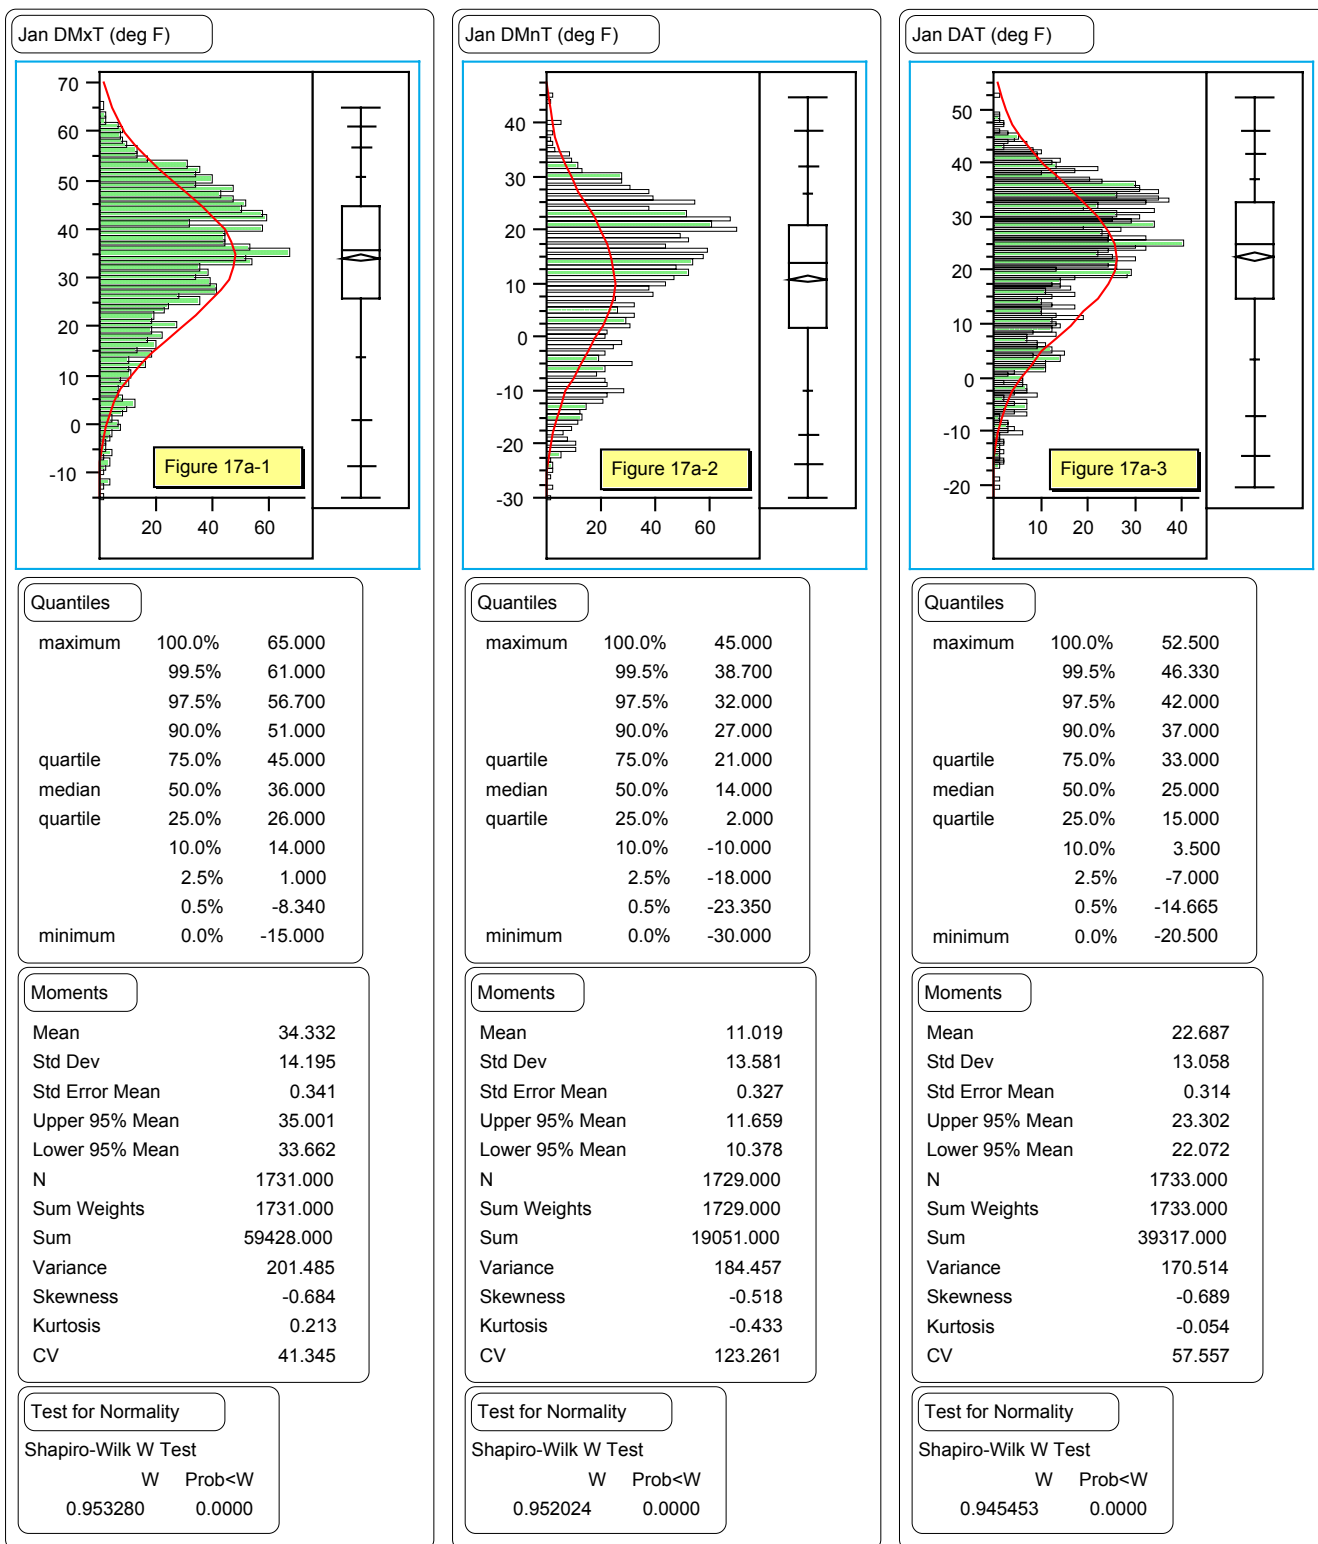 Jan DMxT (deg F)
70
60
50
40
30
20
10
0
-10
20 40 60
Figure 17a-1
Quantiles
maximum 100.0% 65.000
99.5% 61.000
97.5% 56.700
90.0% 51.000
quartile 75.0% 45.000
median 50.0% 36.000
quartile 25.0% 26.000
10.0% 14.000
2.5% 1.000
0.5% -8.340
minimum 0.0% -15.000
Moments
Mean 34.332
Std Dev 14.195
Std Error Mean 0.341
Upper 95% Mean 35.001
Lower 95% Mean 33.662
N 1731.000
Sum Weights 1731.000
Sum 59428.000
Variance 201.485
Skewness -0.684
Kurtosis 0.213
CV 41.345
Test for Normality
Shapiro-Wilk W Test
W Prob<W
0.953280 0.0000
Jan DMnT (deg F)
40
30
20
10
0
-10
-20
-30
20 40 60
Figure 17a-2
Quantiles
maximum 100.0% 45.000
99.5% 38.700
97.5% 32.000
90.0% 27.000
quartile 75.0% 21.000
median 50.0% 14.000
quartile 25.0% 2.000
10.0% -10.000
2.5% -18.000
0.5% -23.350
minimum 0.0% -30.000
Moments
Mean 11.019
Std Dev 13.581
Std Error Mean 0.327
Upper 95% Mean 11.659
Lower 95% Mean 10.378
N 1729.000
Sum Weights 1729.000
Sum 19051.000
Variance 184.457
Skewness -0.518
Kurtosis -0.433
CV 123.261
Test for Normality
Shapiro-Wilk W Test
W Prob<W
0.952024 0.0000
Jan DAT (deg F)
50
40
30
20
10
0
-10
-20
10 20 30 40
Figure 17a-3
Quantiles
maximum 100.0% 52.500
99.5% 46.330
97.5% 42.000
90.0% 37.000
quartile 75.0% 33.000
median 50.0% 25.000
quartile 25.0% 15.000
10.0% 3.500
2.5% -7.000
0.5% -14.665
minimum 0.0% -20.500
Moments
Mean 22.687
Std Dev 13.058
Std Error Mean 0.314
Upper 95% Mean 23.302
Lower 95% Mean 22.072
N 1733.000
Sum Weights 1733.000
Sum 39317.000
Variance 170.514
Skewness -0.689
Kurtosis -0.054
CV 57.557
Test for Normality
Shapiro-Wilk W Test
W Prob<W
0.945453 0.0000